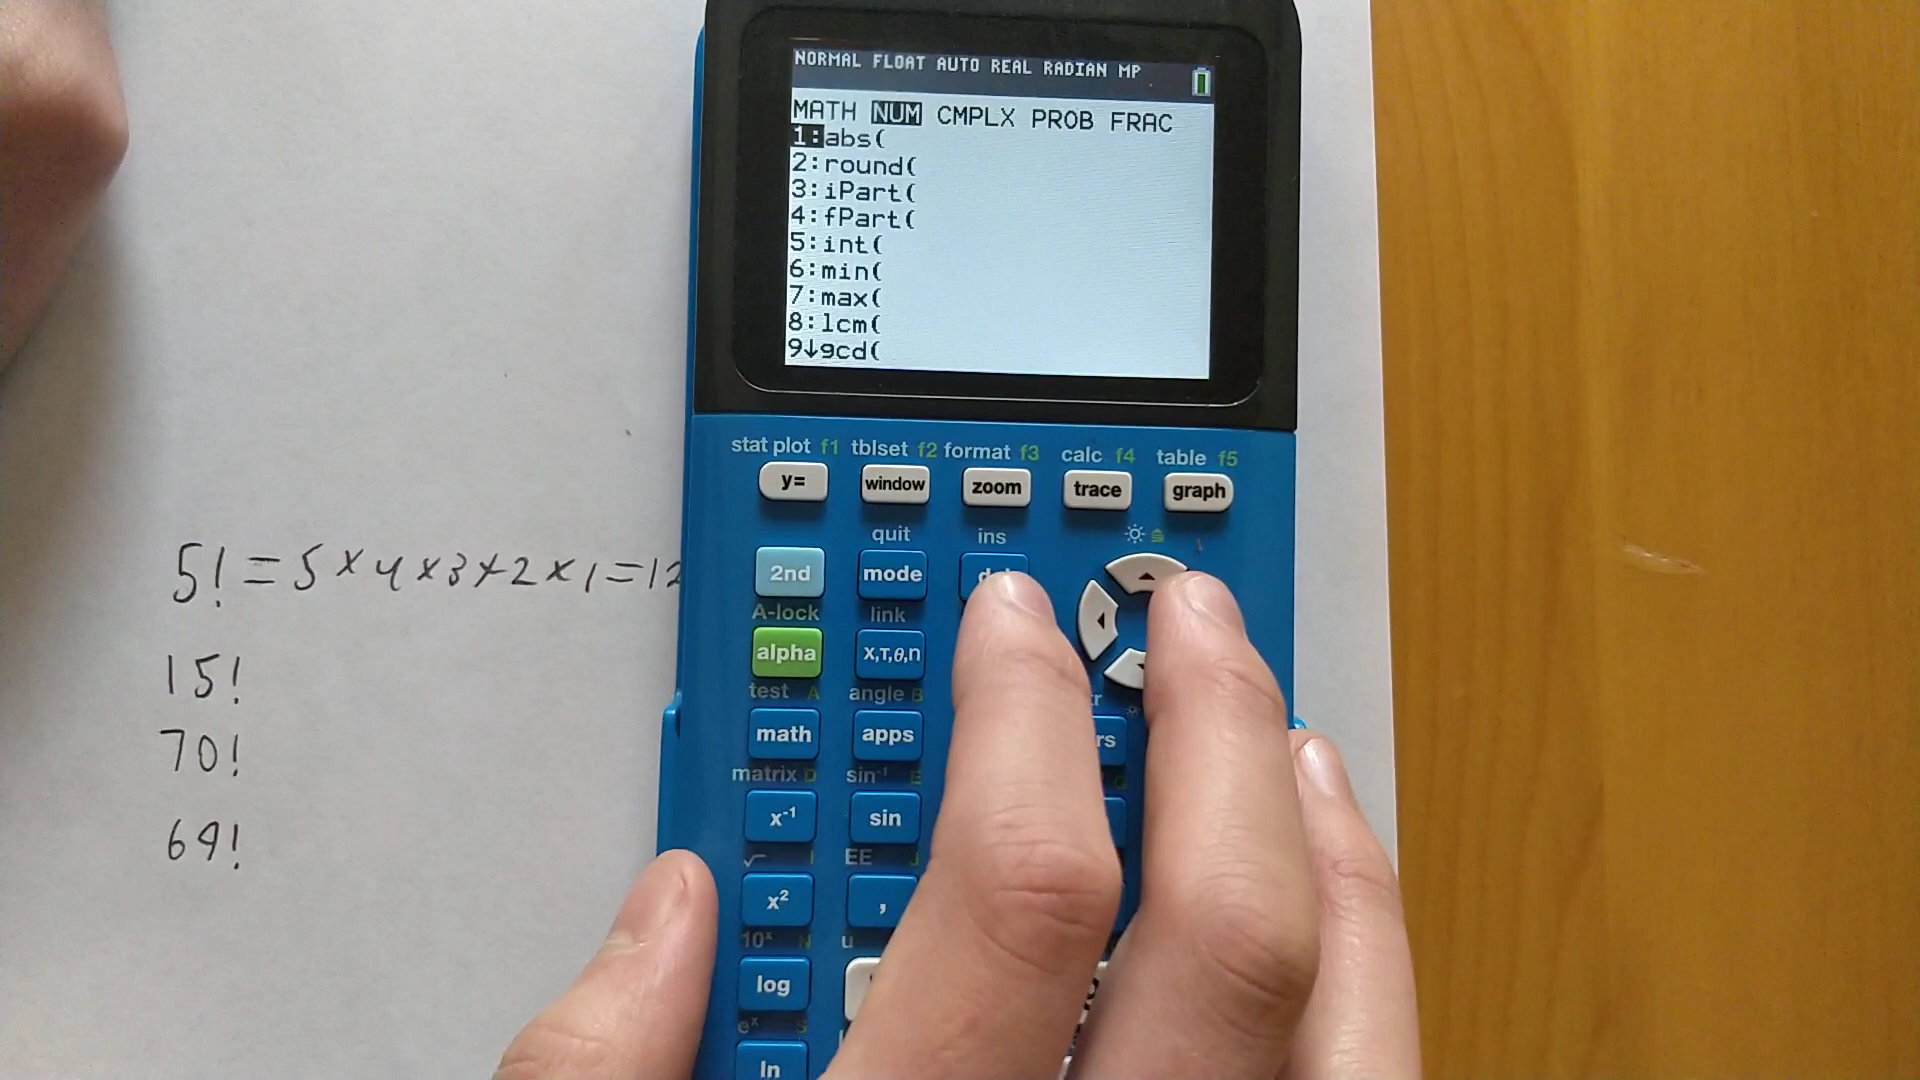 NORMAL FLOAT AUTO REAL RADIAN MP
MATH NUM CMPLX PROB FRAC
1:abs(
2:round(
3:iPart(
4:fPart(
5:int(
6:min(
7:max(
8:lcm(
9↓gcd(
stat plot f1 tblset f2 format f3 calc f4 table f5
y= window zoom trace graph
quit ins
2nd mode
A-lock link
alpha X,T,θ,n
test A angle B
math apps
matrix D sin⁻¹ E
x⁻¹ sin
√ I EE J
x² ,
10ˣ N u
log
eˣ S
ln
5! = 5 × 4 × 3 × 2 × 1 = 12
15!
70!
69!